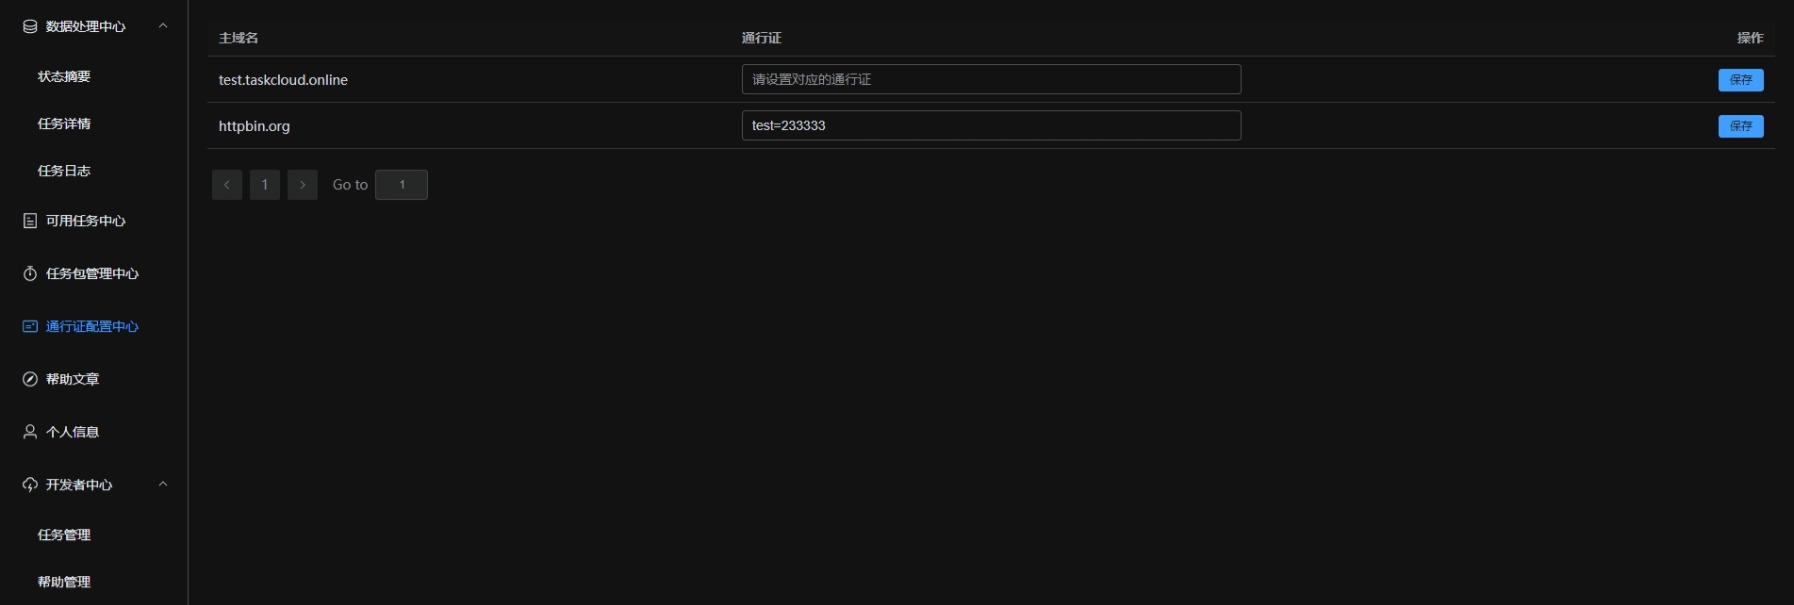 数据处理中心
状态摘要
任务详情
任务日志
可用任务中心
任务包管理中心
通行证配置中心
帮助文章
个人信息
开发者中心
任务管理
帮助管理
主域名 通行证 操作
test.taskcloud.online 请设置对应的通行证 保存
httpbin.org test=233333 保存
1 Go to 1